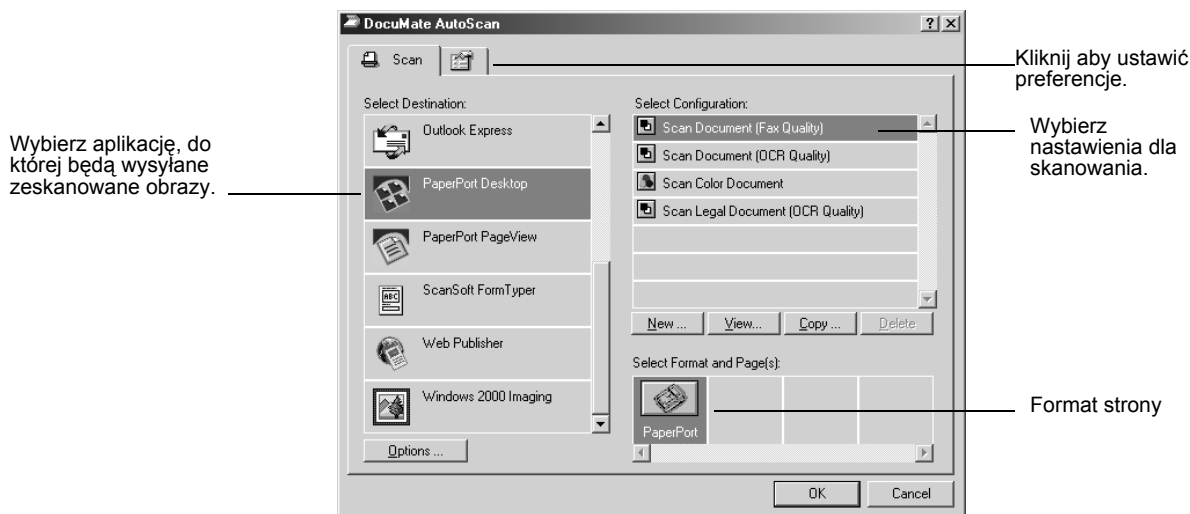 DocuMate AutoScan
Scan
Kliknij aby ustawić
preferencje.
Select Destination:
Outlook Express
PaperPort Desktop
PaperPort PageView
ScanSoft FormTyper
Web Publisher
Windows 2000 Imaging
Options ...
Wybierz aplikację, do
której będą wysyłane
zeskanowane obrazy.
Select Configuration:
Scan Document (Fax Quality)
Scan Document (OCR Quality)
Scan Color Document
Scan Legal Document (OCR Quality)
New ... View... Copy ... Delete
Wybierz
nastawienia dla
skanowania.
Select Format and Page(s):
PaperPort
Format strony
OK Cancel